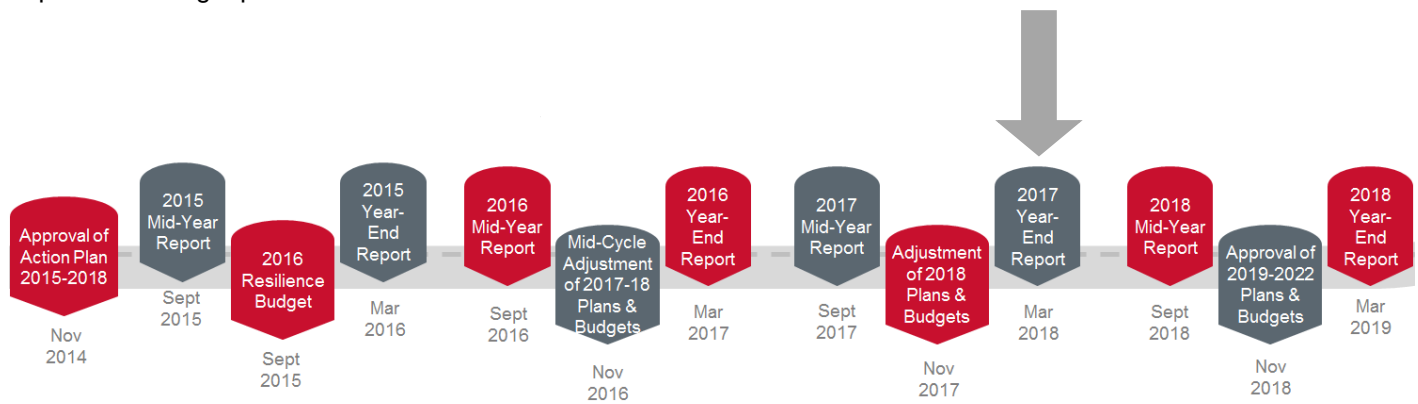 Approval of
Action Plan
2015-2018
Nov
2014
2015
Mid-Year
Report
Sept
2015
2016
Resilience
Budget
Sept
2015
2015
Year-
End
Report
Mar
2016
2016
Mid-Year
Report
Sept
2016
Mid-Cycle
Adjustment
of 2017-18
Plans &
Budgets
Nov
2016
2016
Year-
End
Report
Mar
2017
2017
Mid-Year
Report
Sept
2017
Adjustment
of 2018
Plans &
Budgets
Nov
2017
2017
Year-
End
Report
Mar
2018
2018
Mid-Year
Report
Sept
2018
Approval of
2019-2022
Plans &
Budgets
Nov
2018
2018
Year-
End
Report
Mar
2019